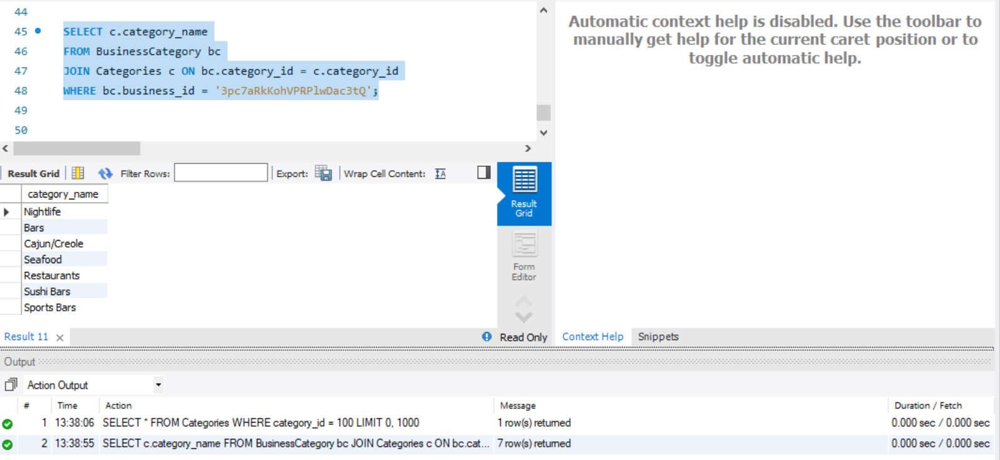 44
45 SELECT c.category_name
46 FROM BusinessCategory bc
47 JOIN Categories c ON bc.category_id = c.category_id
48 WHERE bc.business_id = '3pc7aRkKohVPRPlwDac3tQ';
49
50
Automatic context help is disabled. Use the toolbar to
manually get help for the current caret position or to
toggle automatic help.
Result Grid Filter Rows: Export: Wrap Cell Content:
category_name
Nightlife
Bars
Cajun/Creole
Seafood
Restaurants
Sushi Bars
Sports Bars
Result
Grid
Form
Editor
Result 11 Read Only
Context Help Snippets
Output
Action Output
# Time Action Message Duration / Fetch
1 13:38:06 SELECT * FROM Categories WHERE category_id = 100 LIMIT 0, 1000 1 row(s) returned 0.000 sec / 0.000 sec
2 13:38:55 SELECT c.category_name FROM BusinessCategory bc JOIN Categories c ON bc.cat... 7 row(s) returned 0.000 sec / 0.000 sec